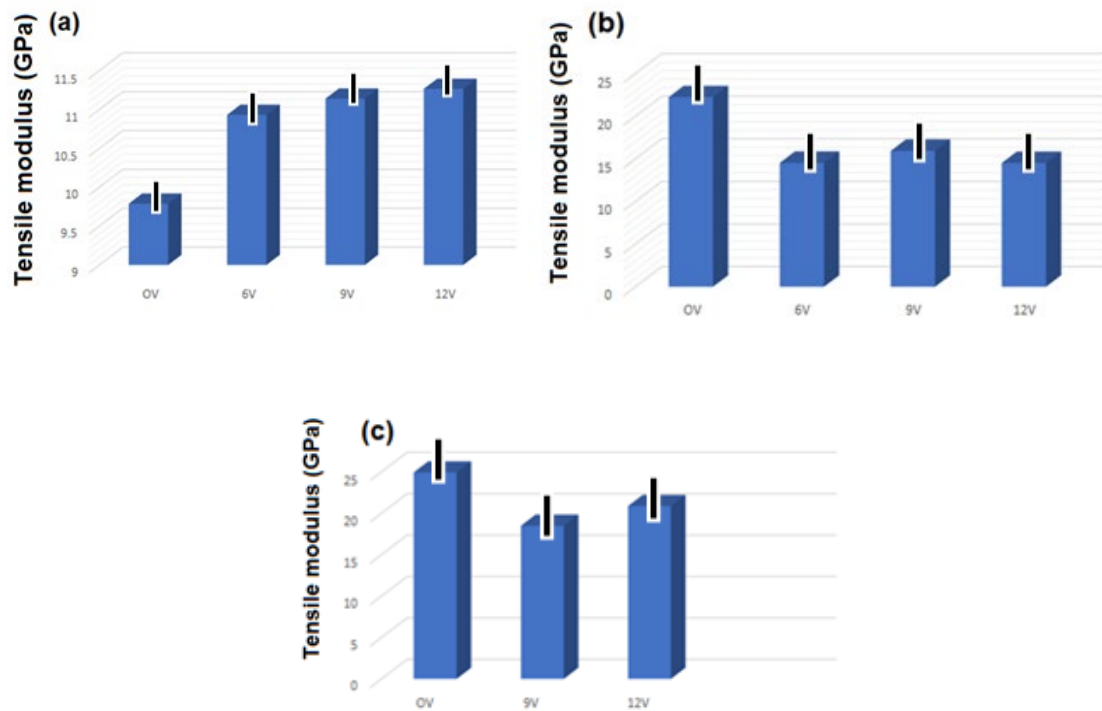 (a)
Tensile modulus (GPa)
11.5
11
10.5
10
9.5
9
OV
6V
9V
12V
(b)
Tensile modulus (GPa)
25
20
15
10
5
0
OV
6V
9V
12V
(c)
Tensile modulus (GPa)
25
20
15
10
5
0
OV
9V
12V